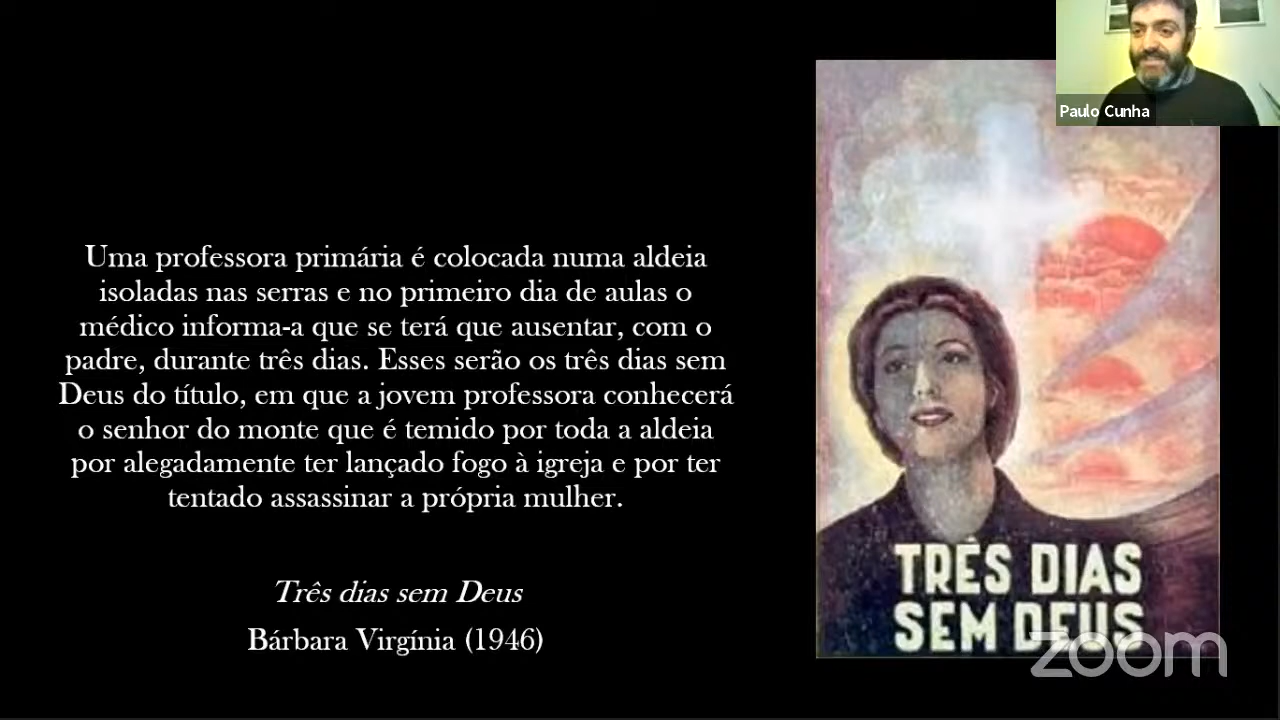 Paulo Cunha
Uma professora primária é colocada numa aldeia
isoladas nas serras e no primeiro dia de aulas o
médico informa-a que se terá que ausentar, com o
padre, durante três dias. Esses serão os três dias sem
Deus do título, em que a jovem professora conhecerá
o senhor do monte que é temido por toda a aldeia
por alegadamente ter lançado fogo à igreja e por ter
tentado assassinar a própria mulher.
Três dias sem Deus
Bárbara Virgínia (1946)
TRÊS DIAS
SEM DEUS
zoom